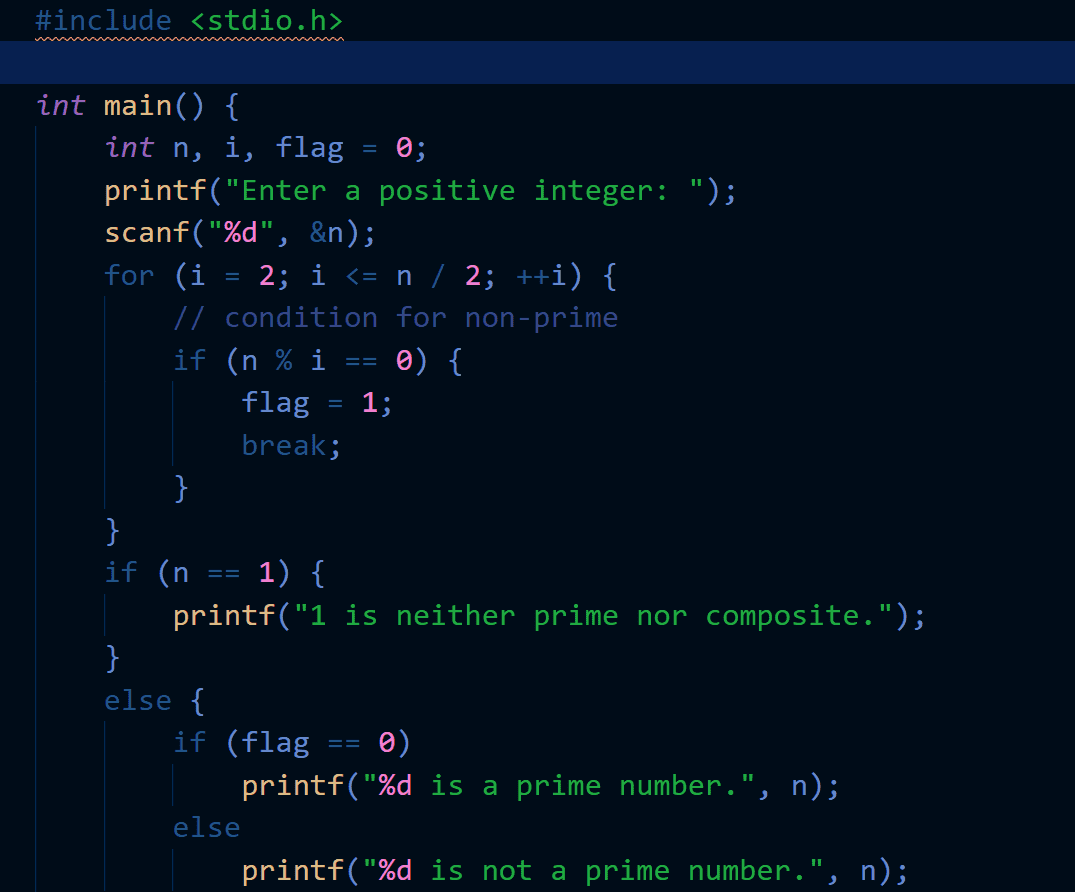 #include <stdio.h>
int main() {
    int n, i, flag = 0;
    printf("Enter a positive integer: ");
    scanf("%d", &n);
    for (i = 2; i <= n / 2; ++i) {
        // condition for non-prime
        if (n % i == 0) {
            flag = 1;
            break;
        }
    }
    if (n == 1) {
        printf("1 is neither prime nor composite.");
    }
    else {
        if (flag == 0)
            printf("%d is a prime number.", n);
        else
            printf("%d is not a prime number.", n);